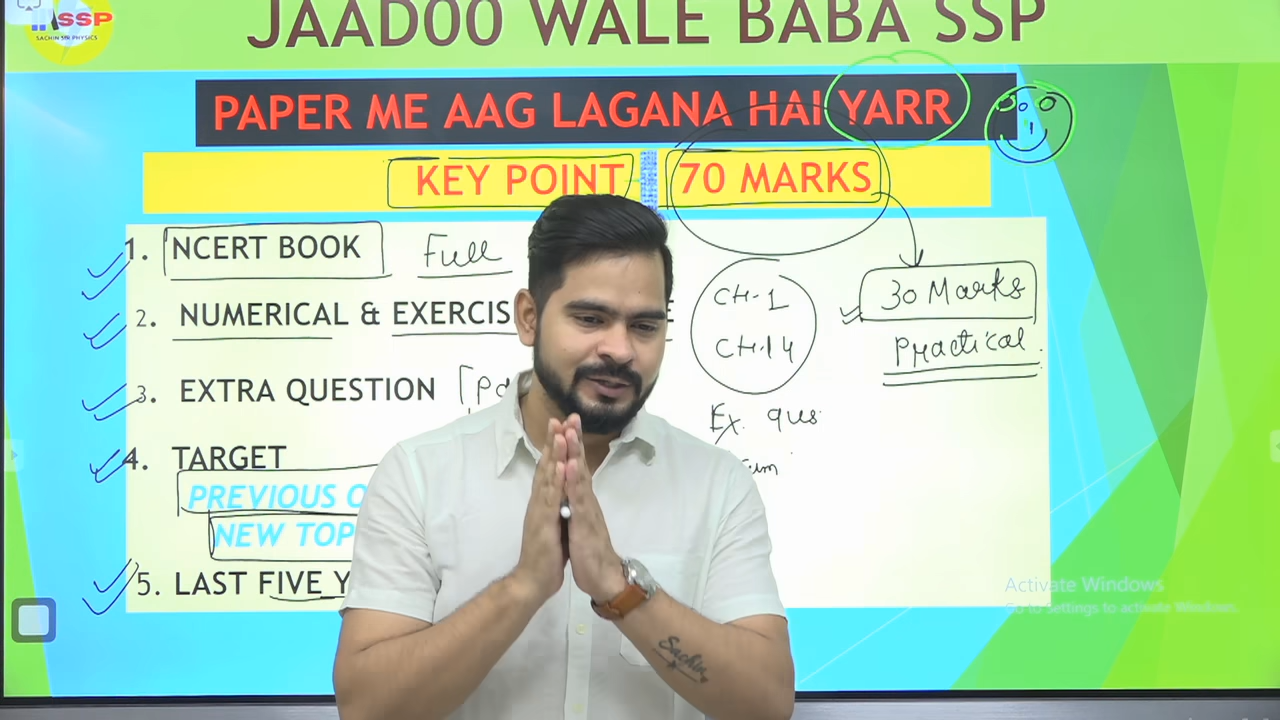 SSP
SACHIN SIR PHYSICS
JAADOO WALE BABA SSP
PAPER ME AAG LAGANA HAI YARR
KEY POINT 70 MARKS
1. NCERT BOOK Full
2. NUMERICAL & EXERCIS E
3. EXTRA QUESTION
4. TARGET
PREVIOUS
NEW TOP
5. LAST FIVE Y
CH-1
CH-14
Ex. ques
30 Marks
Practical
Activate Windows
Go to Settings to activate Windows.
Sachin